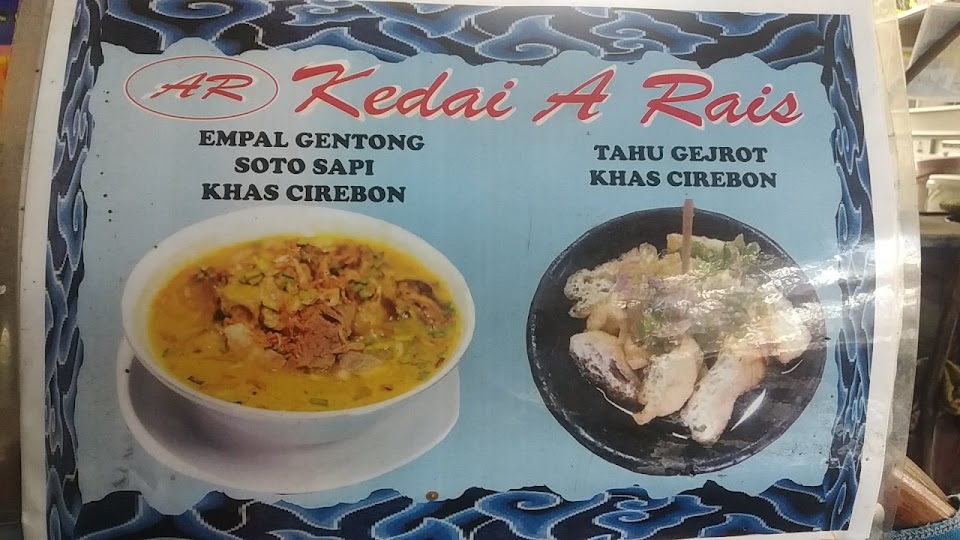 AR Kedai A Rais
EMPAL GENTONG
SOTO SAPI
KHAS CIREBON
TAHU GEJROT
KHAS CIREBON